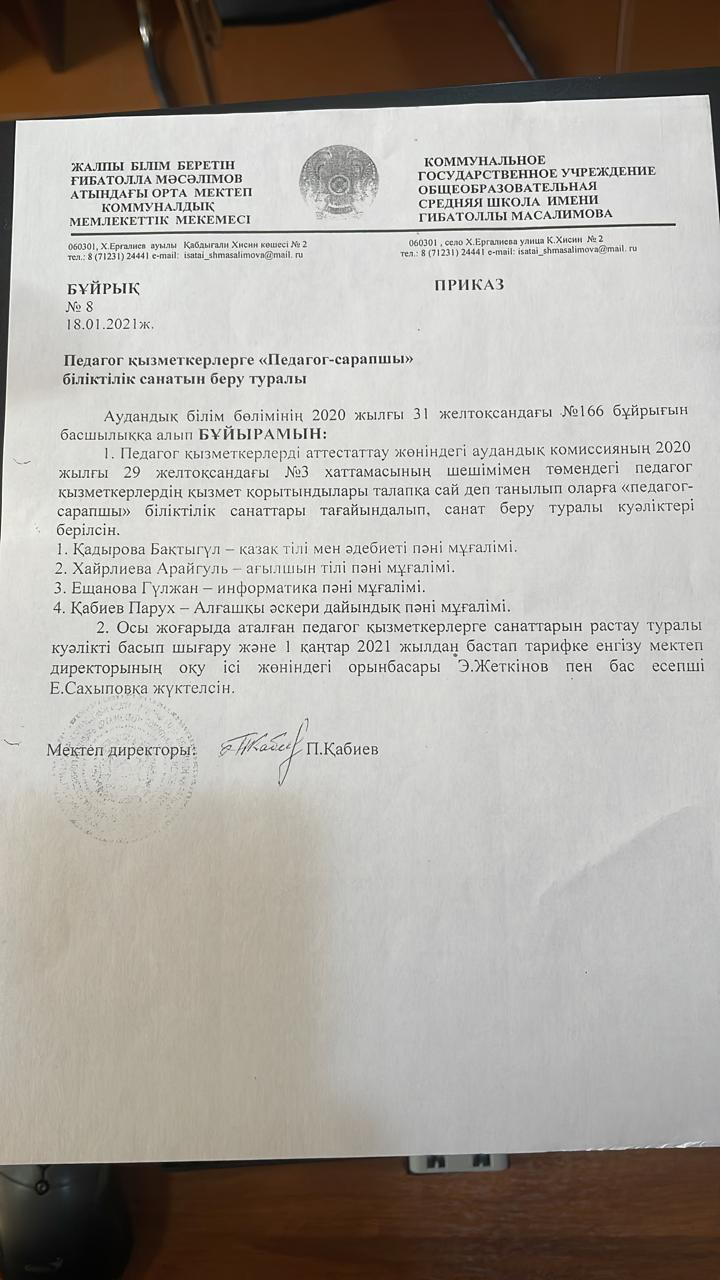 ЖАЛПЫ БІЛІМ БЕРЕТІН
ҒИБАТОЛЛА МӘСӘЛІМОВ
АТЫНДАҒЫ ОРТА МЕКТЕП
КОММУНАЛДЫҚ
МЕМЛЕКЕТТІК МЕКЕМЕСІ
КОММУНАЛЬНОЕ
ГОСУДАРСТВЕННОЕ УЧРЕЖДЕНИЕ
ОБЩЕОБРАЗОВАТЕЛЬНАЯ
СРЕДНЯЯ ШКОЛА ИМЕНИ
ГИБАТОЛЛЫ МАСАЛИМОВА
060301, Х.Ерғалиев ауылы Қабдығали Хисин көшесі № 2
тел.: 8 (71231) 24441 e-mail: isatai_shmasalimova@mail. ru
060301 , село Х.Ергалиева улица К.Хисин № 2
тел.: 8 (71231) 24441 e-mail: isatai_shmasalimova@mail. ru
БҰЙРЫҚ
№ 8
18.01.2021ж.
ПРИКАЗ
Педагог қызметкерлерге «Педагог-сарапшы»
біліктілік санатын беру туралы
Аудандық білім бөлімінің 2020 жылғы 31 желтоқсандағы №166 бұйрығын
басшылыққа алып БҰЙЫРАМЫН:
1. Педагог қызметкерлерді аттестаттау жөніндегі аудандық комиссияның 2020
жылғы 29 желтоқсандағы №3 хаттамасының шешімімен төмендегі педагог
қызметкерлердің қызмет қорытындылары талапқа сай деп танылып оларға «педагог-
сарапшы» біліктілік санаттары тағайындалып, санат беру туралы куәліктері
берілсін.
1. Қадырова Бақтыгүл – казак тілі мен әдебиеті пәні мұғалімі.
2. Хайрлиева Арайгуль – ағылшын тілі пәні мұғалімі.
3. Ещанова Гүлжан – информатика пәні мұғалімі.
4. Қабиев Парух – Алғашқы әскери дайындық пәні мұғалімі.
2. Осы жоғарыда аталған педагог қызметкерлерге санаттарын растау туралы
куәлікті басып шығару және 1 қаңтар 2021 жылдан бастап тарифке енгізу мектеп
директорының оқу ісі жөніндегі орынбасары Э.Жеткінов пен бас есепші
Е.Сахыповқа жүктелсін.
Мектеп директоры: П.Қабиев